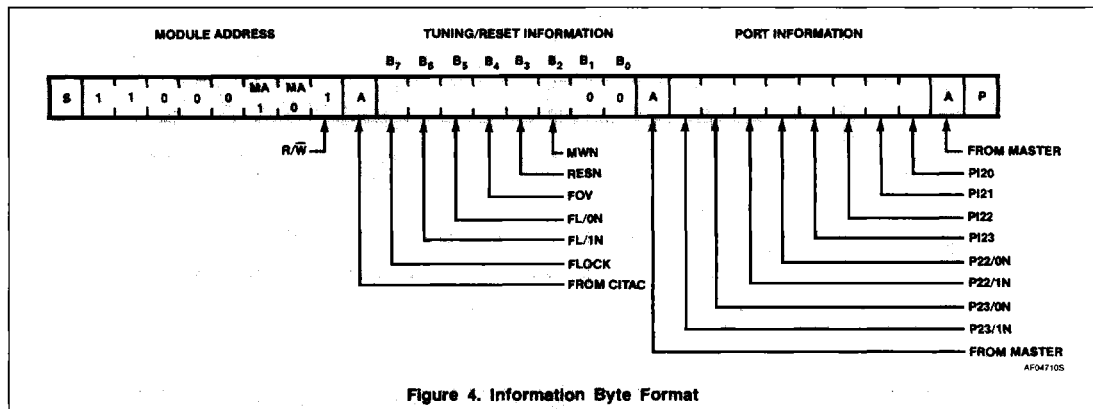 MODULE ADDRESS TUNING/RESET INFORMATION PORT INFORMATION
B7 B6 B5 B4 B3 B2 B1 B0
S 1 1 0 0 0 MA 1 MA 0 1 A 0 0 A A P
R/W̅
MWN
RESN
FOV
FL/0N
FL/1N
FLOCK
FROM CITAC
FROM MASTER
PI20
PI21
PI22
PI23
P22/0N
P22/1N
P23/0N
P23/1N
FROM MASTER
AF04710S
Figure 4. Information Byte Format